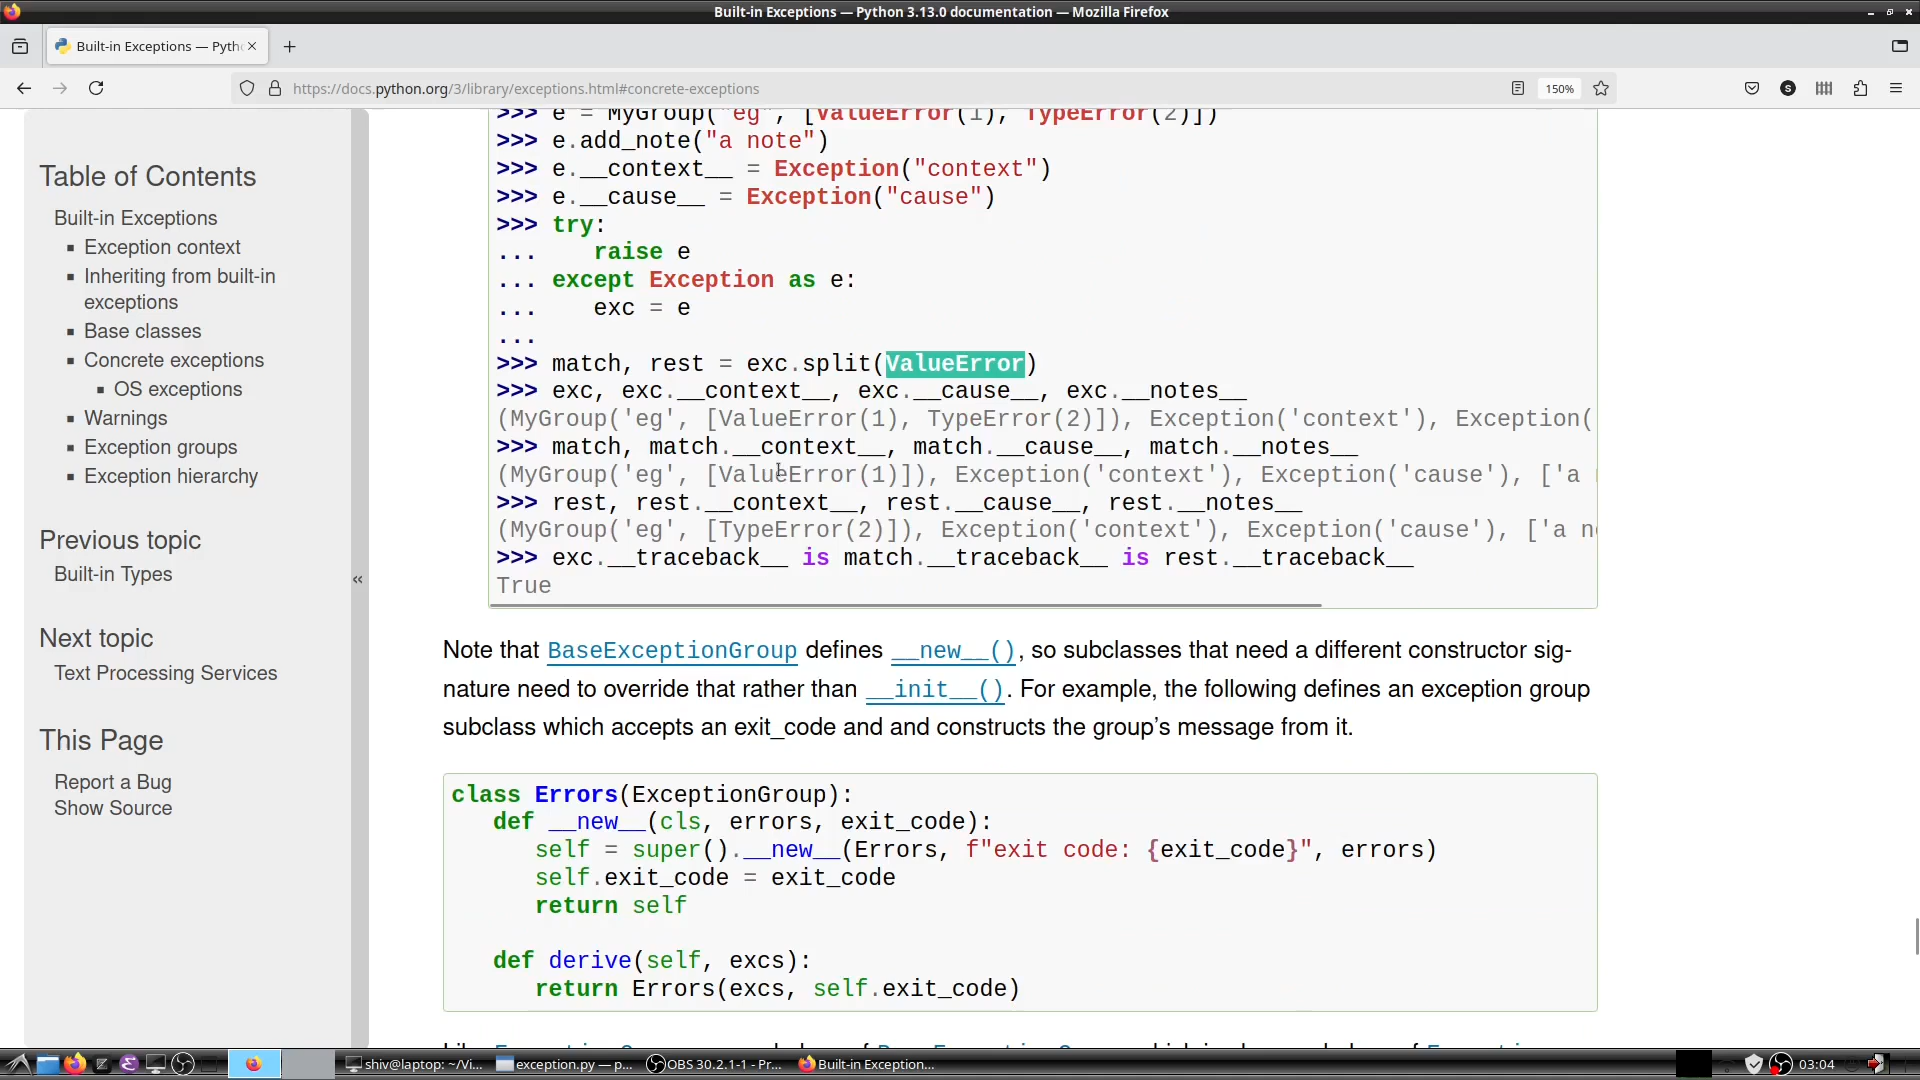 Built-in Exceptions — Python 3.13.0 documentation — Mozilla Firefox
Built-in Exceptions — Pyth
https://docs.python.org/3/library/exceptions.html#concrete-exceptions
150%
S
Table of Contents
Built-in Exceptions
Exception context
Inheriting from built-in
exceptions
Base classes
Concrete exceptions
OS exceptions
Warnings
Exception groups
Exception hierarchy
Previous topic
Built-in Types
Next topic
Text Processing Services
This Page
Report a Bug
Show Source
«
>>> e = MyGroup("eg", [ValueError(1), TypeError(2)])
>>> e.add_note("a note")
>>> e.__context__ = Exception("context")
>>> e.__cause__ = Exception("cause")
>>> try:
...    raise e
... except Exception as e:
...    exc = e
...
>>> match, rest = exc.split(ValueError)
>>> exc, exc.__context__, exc.__cause__, exc.__notes__
(MyGroup('eg', [ValueError(1), TypeError(2)]), Exception('context'), Exception(
>>> match, match.__context__, match.__cause__, match.__notes__
(MyGroup('eg', [ValueError(1)]), Exception('context'), Exception('cause'), ['a
>>> rest, rest.__context__, rest.__cause__, rest.__notes__
(MyGroup('eg', [TypeError(2)]), Exception('context'), Exception('cause'), ['a
>>> exc.__traceback__ is match.__traceback__ is rest.__traceback__
True
Note that BaseExceptionGroup defines __new__(), so subclasses that need a different constructor sig-
nature need to override that rather than __init__(). For example, the following defines an exception group
subclass which accepts an exit_code and and constructs the group’s message from it.
class Errors(ExceptionGroup):
   def __new__(cls, errors, exit_code):
      self = super().__new__(Errors, f"exit code: {exit_code}", errors)
      self.exit_code = exit_code
      return self
   def derive(self, excs):
      return Errors(excs, self.exit_code)
shiv@laptop: ~/Vi... exception.py — p... OBS 30.2.1-1 - Pr... Built-in Exception... 03:04